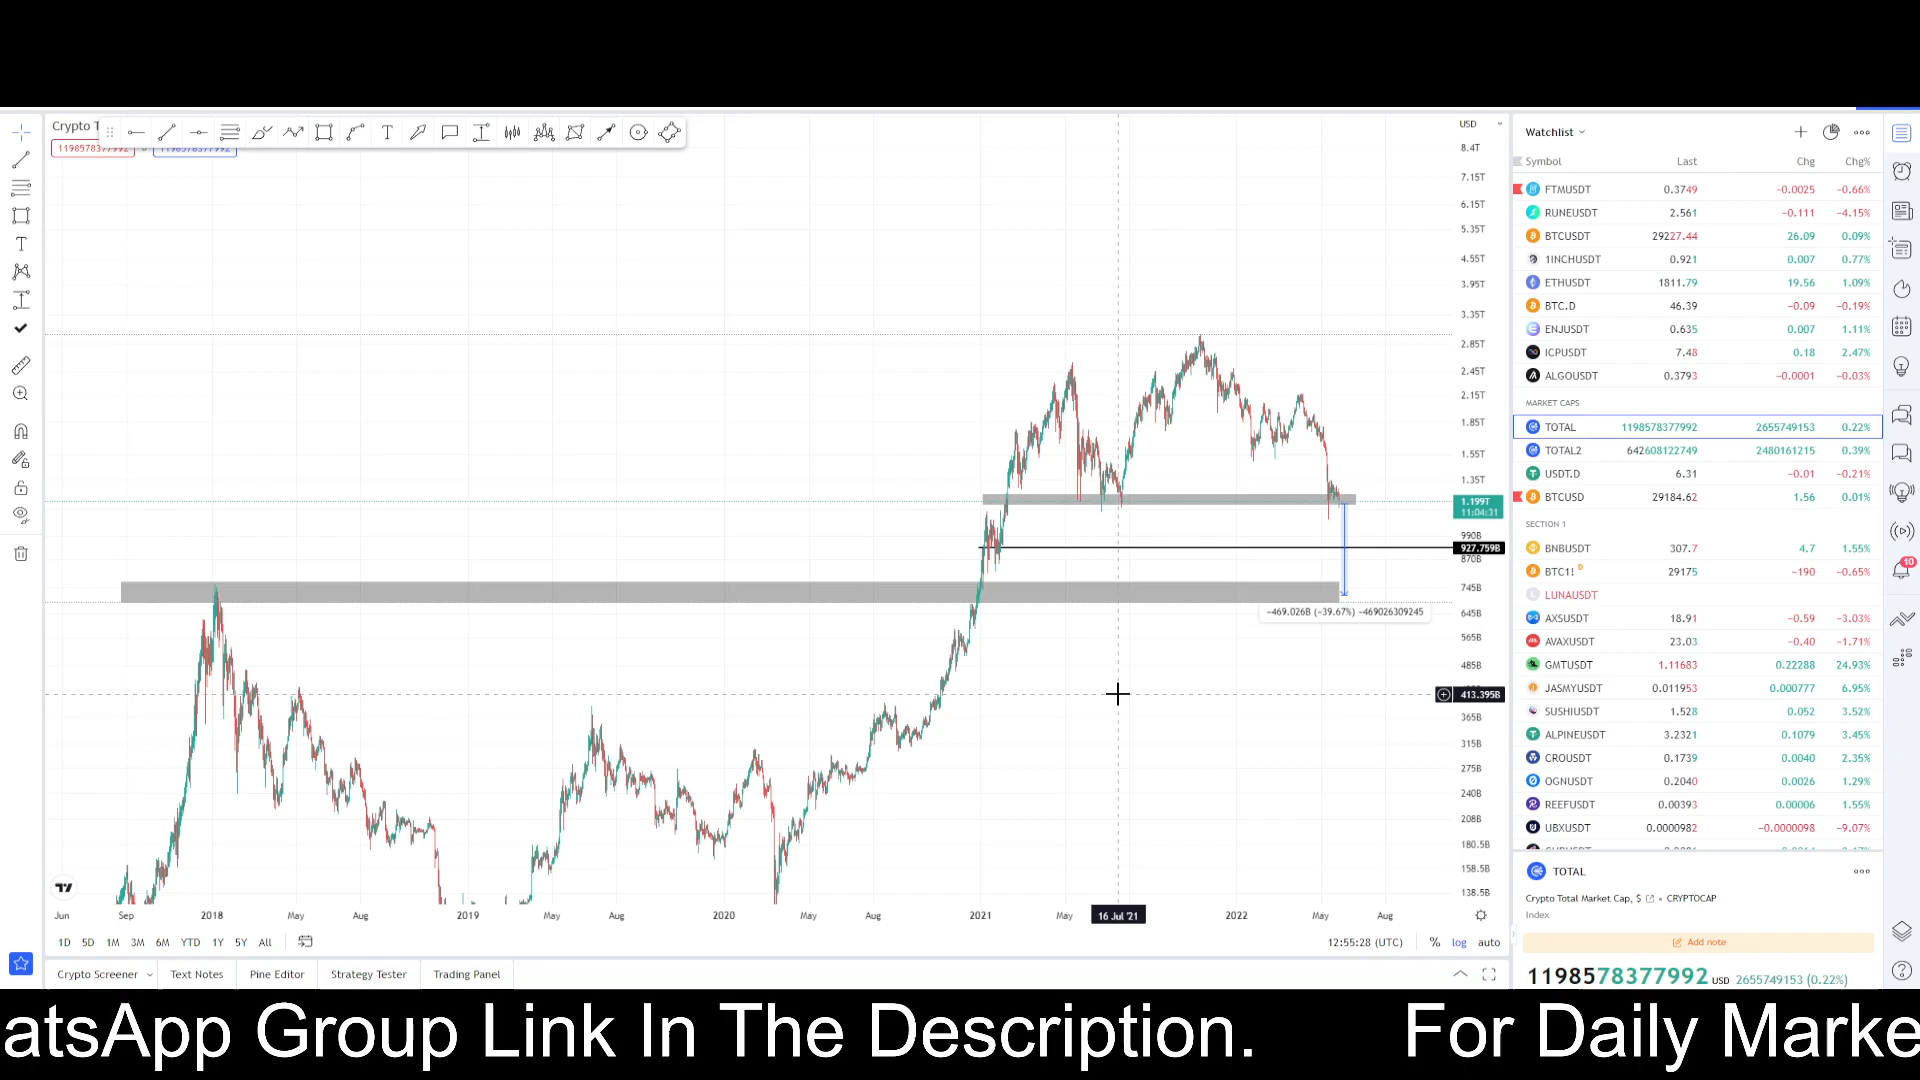 Crypto T
1198578377992
1198578377992
USD
8.4T
7.15T
6.15T
5.35T
4.55T
3.95T
3.35T
2.85T
2.45T
2.15T
1.85T
1.55T
1.35T
1.199T
11:04:31
990B
927.759B
870B
745B
645B
565B
485B
413.395B
365B
315B
275B
240B
208B
180.5B
158.5B
138.5B
−469.026B (−39.67%) −469026309245
Jun Sep 2018 May Aug 2019 May Aug 2020 May Aug 2021 May 16 Jul '21 2022 May Aug
1D 5D 1M 3M 6M YTD 1Y 5Y All
12:55:28 (UTC) % log auto
Crypto Screener Text Notes Pine Editor Strategy Tester Trading Panel
Watchlist
Symbol Last Chg Chg%
FTMUSDT 0.3749 −0.0025 −0.66%
RUNEUSDT 2.561 −0.111 −4.15%
BTCUSDT 29227.44 26.09 0.09%
1INCHUSDT 0.921 0.007 0.77%
ETHUSDT 1811.79 19.56 1.09%
BTC.D 46.39 −0.09 −0.19%
ENJUSDT 0.635 0.007 1.11%
ICPUSDT 7.48 0.18 2.47%
ALGOUSDT 0.3793 −0.0001 −0.03%
MARKET CAPS
TOTAL 1198578377992 2655749153 0.22%
TOTAL2 642608122749 2480161215 0.39%
USDT.D 6.31 −0.01 −0.21%
BTCUSD 29184.62 1.56 0.01%
SECTION 1
BNBUSDT 307.7 4.7 1.55%
BTC1! D 29175 −190 −0.65%
LUNAUSDT
AXSUSDT 18.91 −0.59 −3.03%
AVAXUSDT 23.03 −0.40 −1.71%
GMTUSDT 1.11683 0.22288 24.93%
JASMYUSDT 0.011953 0.000777 6.95%
SUSHIUSDT 1.528 0.052 3.52%
ALPINEUSDT 3.2321 0.1079 3.45%
CROUSDT 0.1739 0.0040 2.35%
OGNUSDT 0.2040 0.0026 1.29%
REEFUSDT 0.00393 0.00006 1.55%
UBXUSDT 0.0000982 −0.0000098 −9.07%
TOTAL
Crypto Total Market Cap, $ • CRYPTOCAP
Index
Add note
1198578377992 USD 2655749153 (0.22%)
10
atsApp Group Link In The Description. For Daily Marke